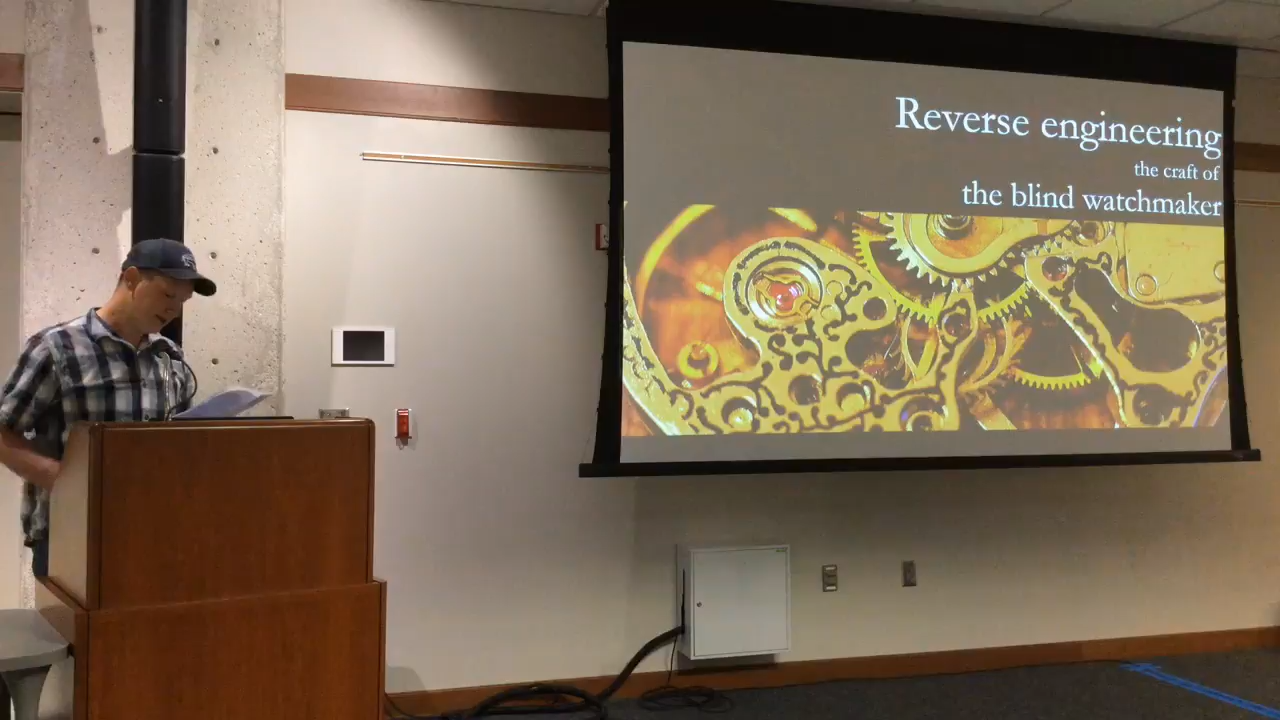 Reverse engineering
the craft of
the blind watchmaker